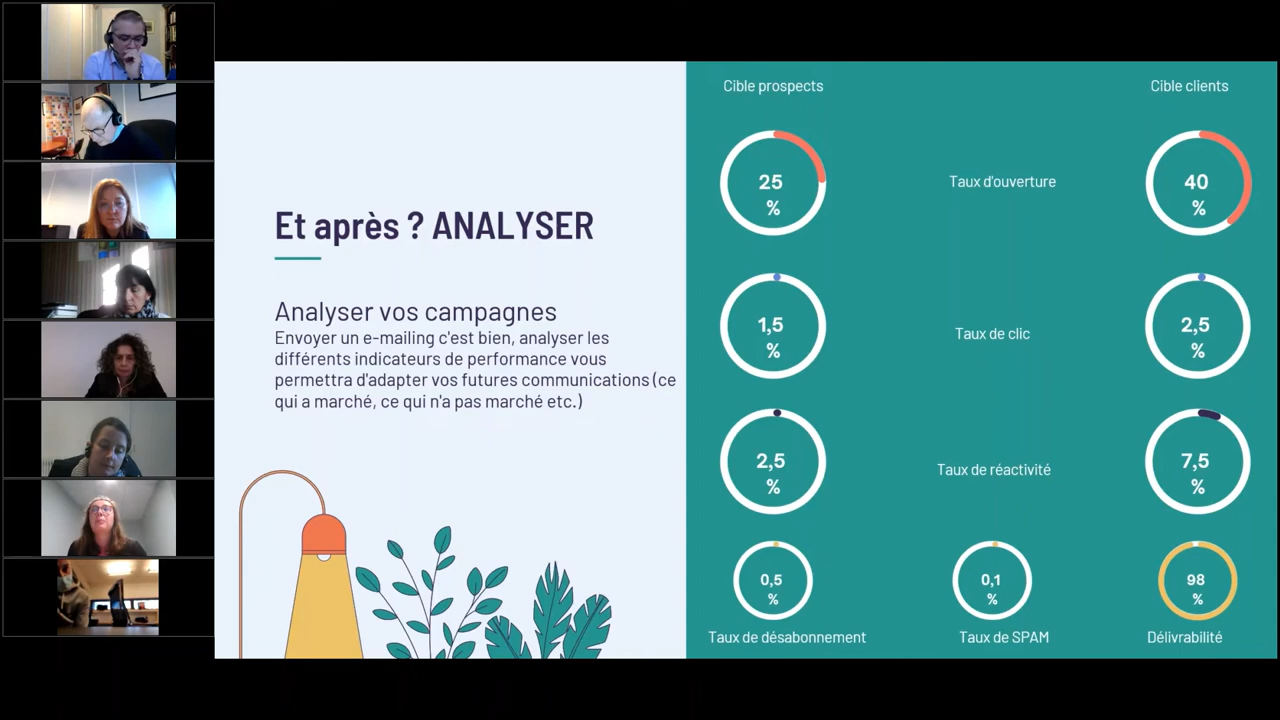 Et après ? ANALYSER
Analyser vos campagnes
Envoyer un e-mailing c'est bien, analyser les
différents indicateurs de performance vous
permettra d'adapter vos futures communications (ce
qui a marché, ce qui n'a pas marché etc.)
Cible prospects
Cible clients
25
%
Taux d'ouverture
40
%
1,5
%
Taux de clic
2,5
%
2,5
%
Taux de réactivité
7,5
%
0,5
%
0,1
%
98
%
Taux de désabonnement
Taux de SPAM
Délivrabilité